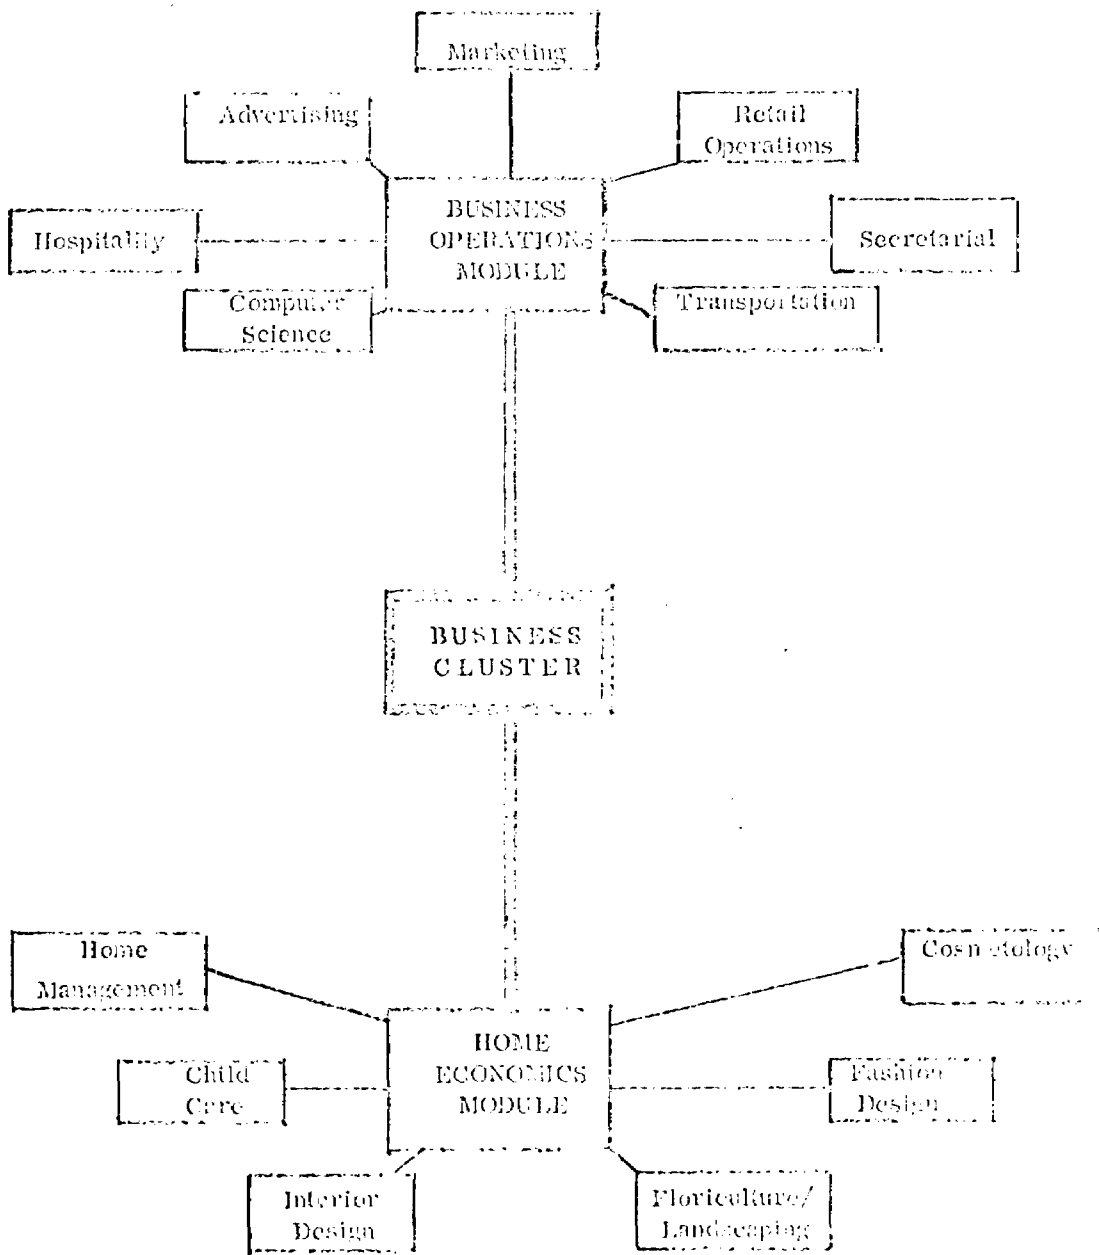 Marketing
Advertising
Retail
Operations
BUSINESS
OPERATIONS
MODULE
Hospitality
Secretarial
Computer
Science
Transportation
BUSINESS
CLUSTER
Home
Management
Cosmetology
HOME
ECONOMICS
MODULE
Child
Care
Fashion
Design
Interior
Design
Floriculture/
Landscaping